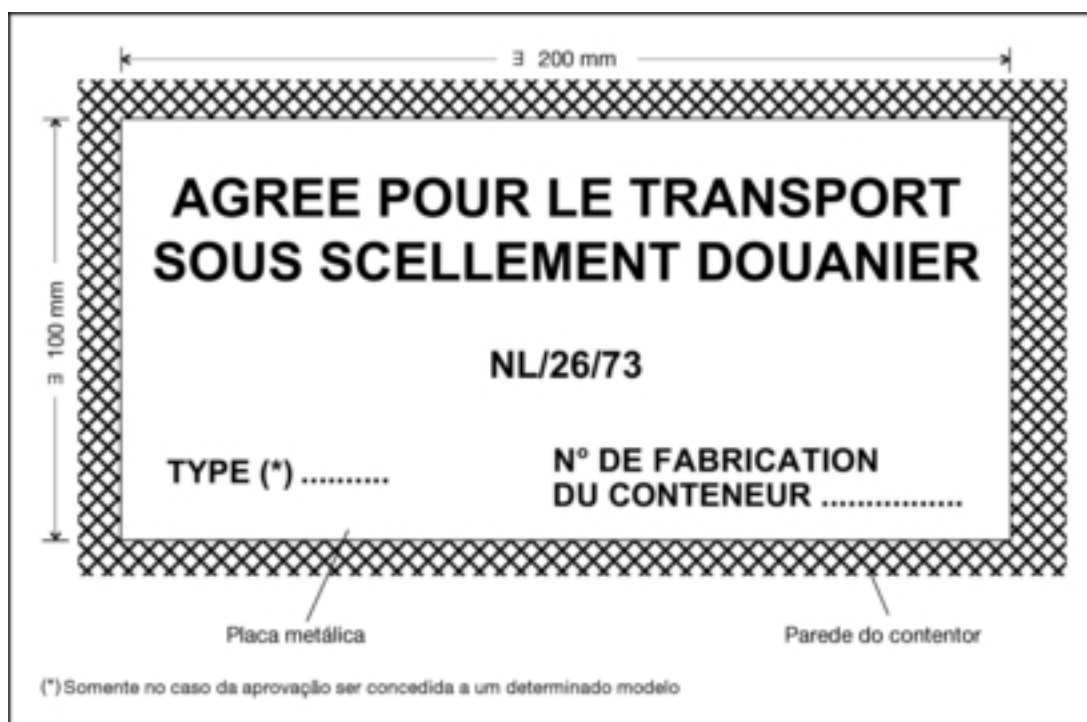 ∃ 200 mm
∃ 100 mm
AGREE POUR LE TRANSPORT
SOUS SCELLEMENT DOUANIER
NL/26/73
TYPE (*) ..........
N° DE FABRICATION
DU CONTENEUR ................
Placa metálica
Parede do contentor
(*) Somente no caso da aprovação ser concedida a um determinado modelo